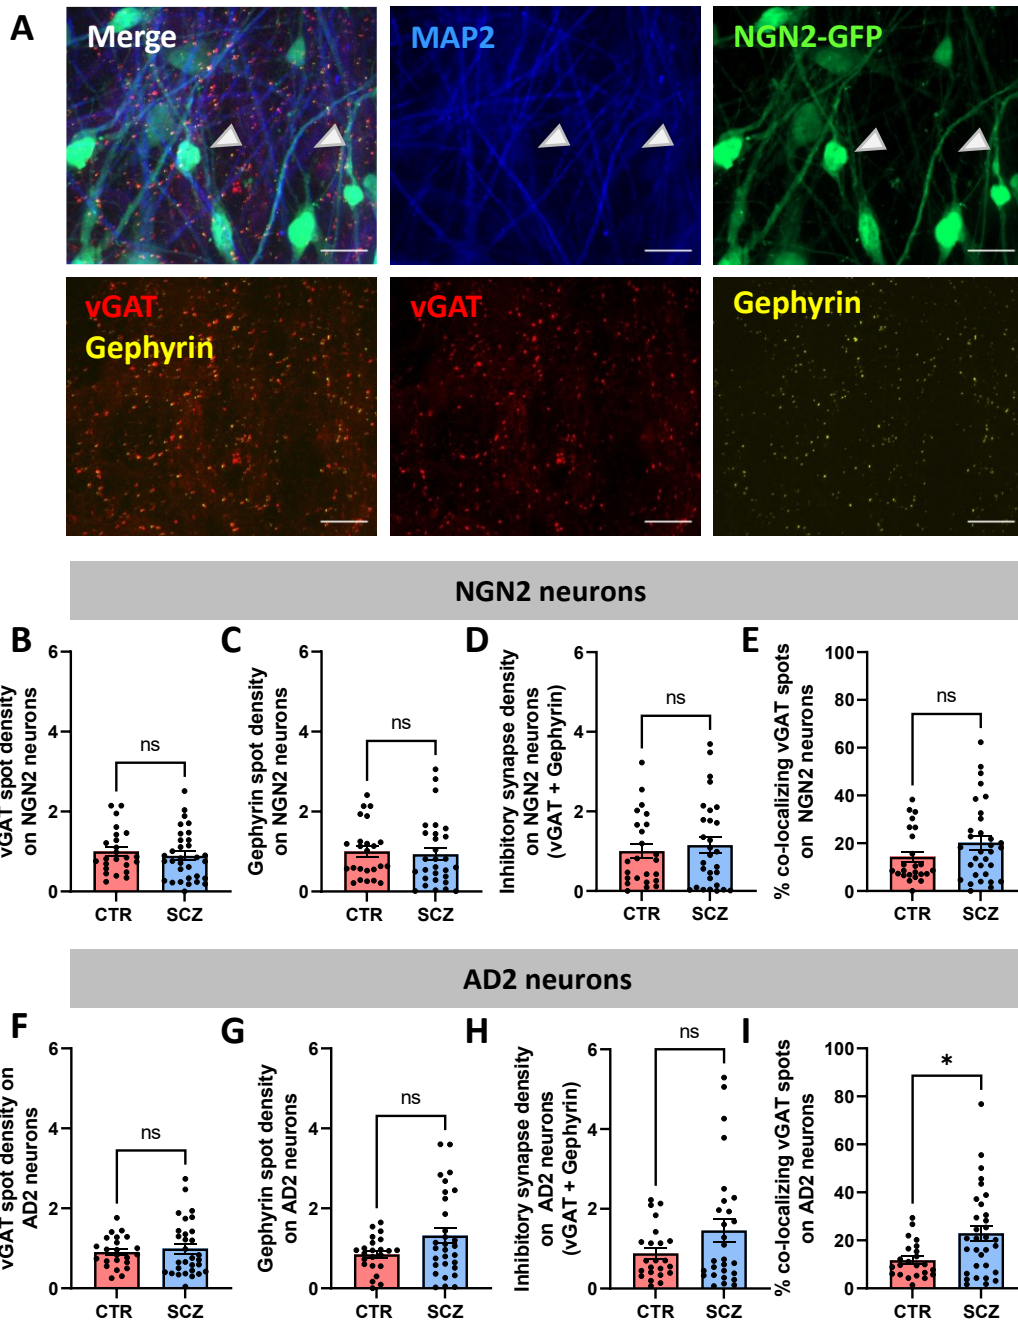 A
Merge
MAP2
NGN2-GFP
vGAT
Gephyrin
vGAT
Gephyrin
NGN2 neurons
B
vGAT spot density
on NGN2 neurons
6
4
2
0
ns
CTR
SCZ
C
Gephyrin spot density
on NGN2 neurons
6
4
2
0
ns
CTR
SCZ
D
Inhibitory synapse density
on NGN2 neurons
(vGAT + Gephyrin)
6
4
2
0
ns
CTR
SCZ
E
% co-localizing vGAT spots
on NGN2 neurons
100
80
60
40
20
0
ns
CTR
SCZ
AD2 neurons
F
vGAT spot density on
AD2 neurons
6
4
2
0
ns
CTR
SCZ
G
Gephyrin spot density
on AD2 neurons
6
4
2
0
ns
CTR
SCZ
H
Inhibitory synapse density
on AD2 neurons
(vGAT + Gephyrin)
6
4
2
0
ns
CTR
SCZ
I
% co-localizing vGAT spots
on AD2 neurons
100
80
60
40
20
0
*
CTR
SCZ